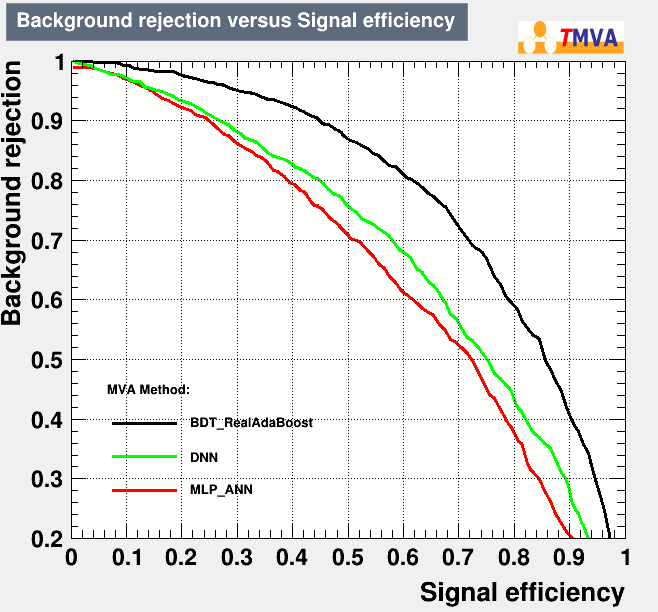 Background rejection versus Signal efficiency
TMVA
Background rejection
1
0.9
0.8
0.7
0.6
0.5
0.4
0.3
0.2
MVA Method:
BDT_RealAdaBoost
DNN
MLP_ANN
0 0.1 0.2 0.3 0.4 0.5 0.6 0.7 0.8 0.9 1
Signal efficiency